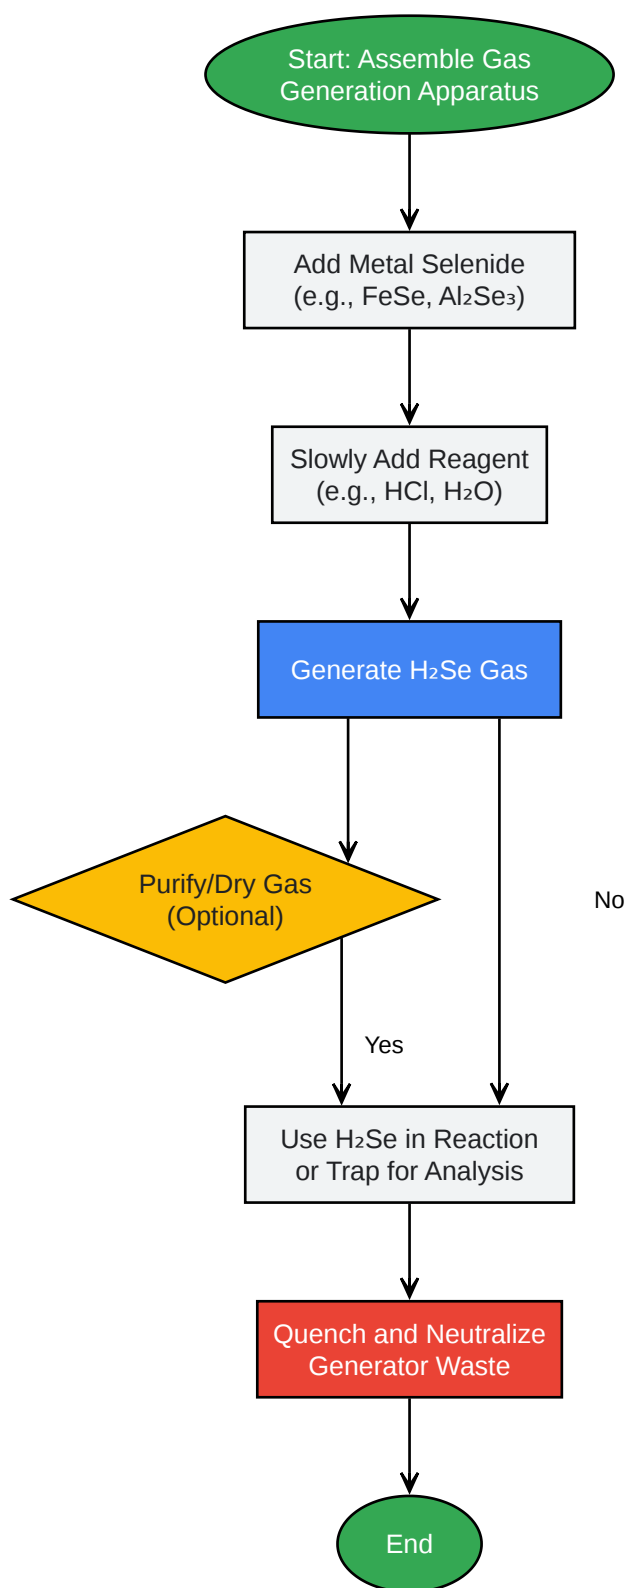 Start: Assemble Gas
Generation Apparatus
Add Metal Selenide
(e.g., FeSe, Al₂Se₃)
Slowly Add Reagent
(e.g., HCl, H₂O)
Generate H₂Se Gas
Purify/Dry Gas
(Optional)
No
Yes
Use H₂Se in Reaction
or Trap for Analysis
Quench and Neutralize
Generator Waste
End